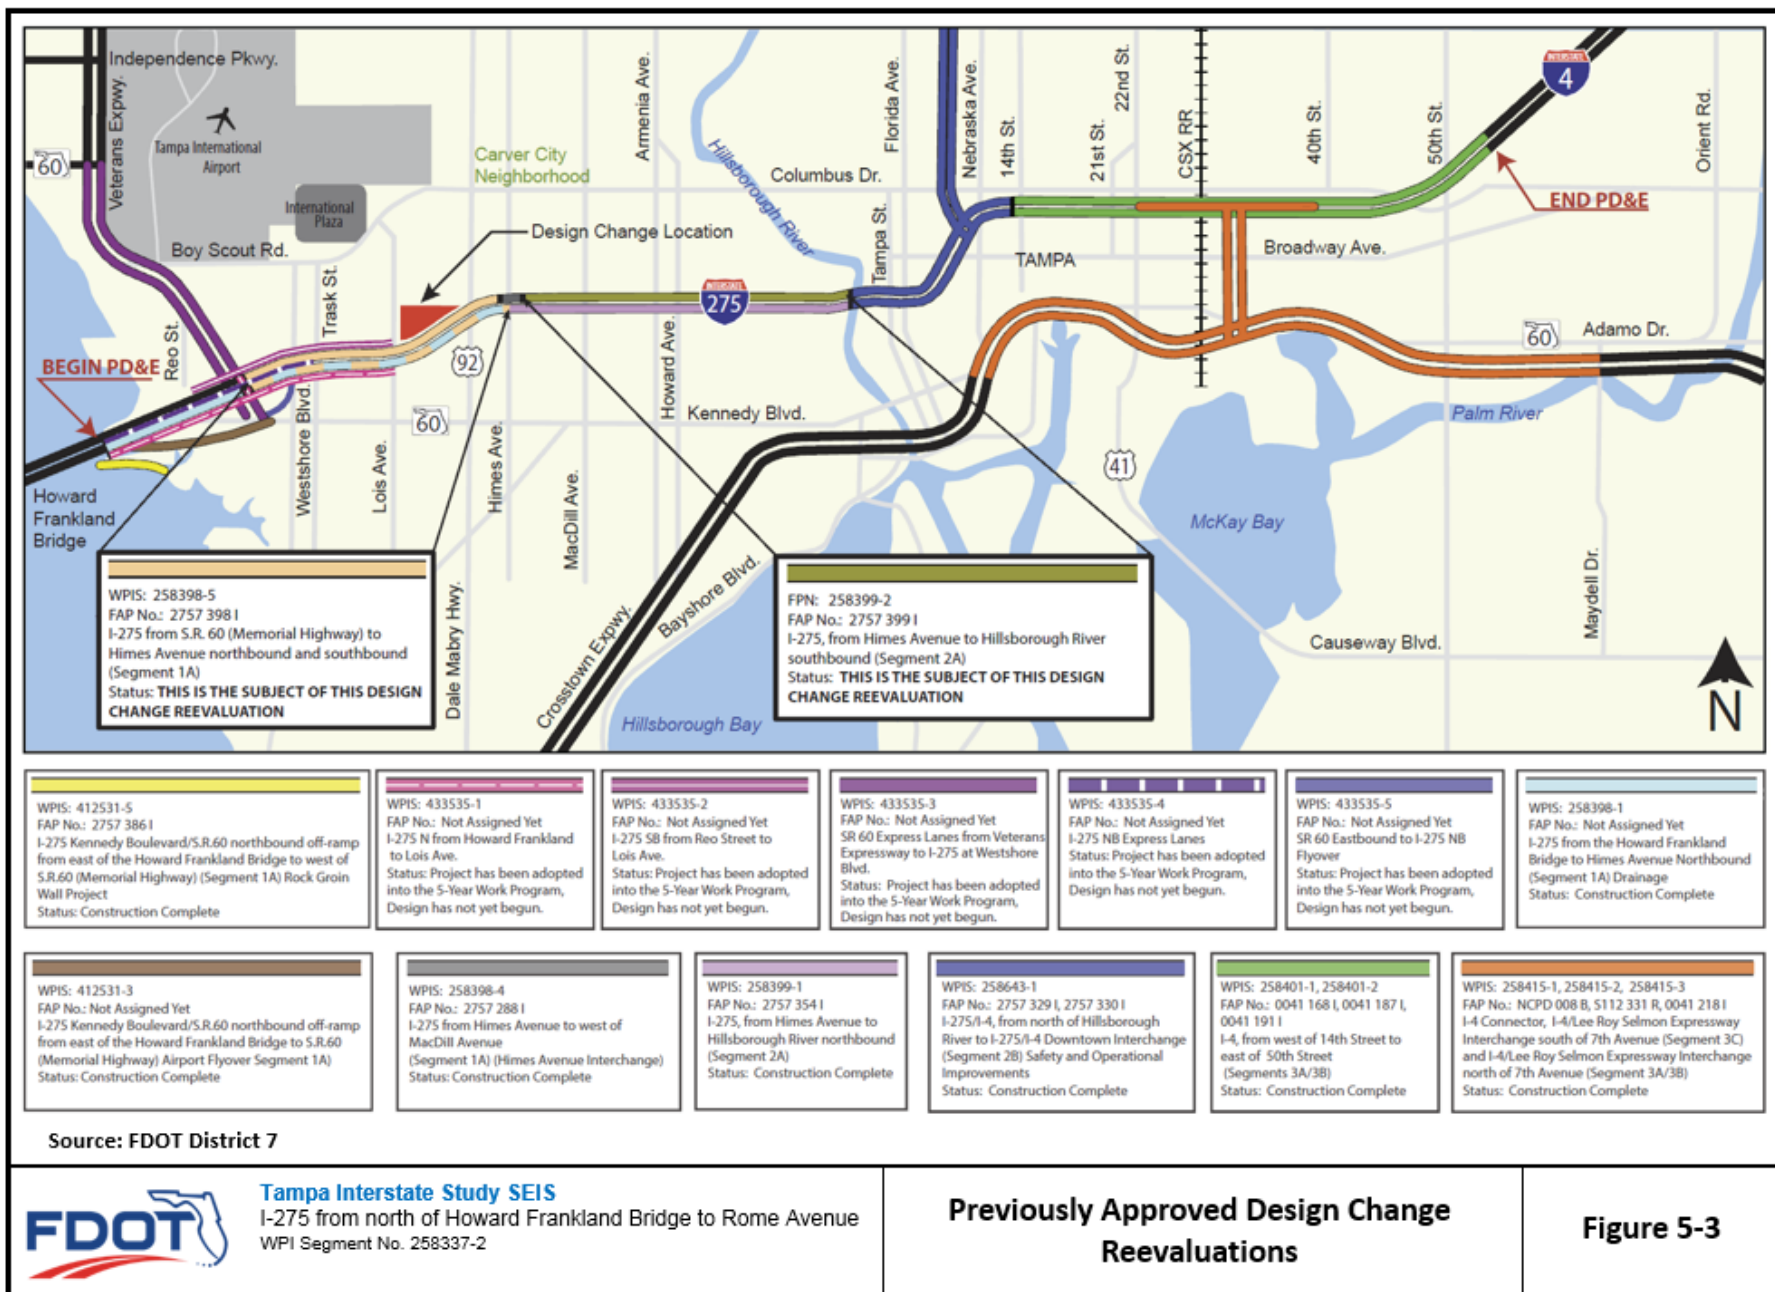 Independence Pkwy.
Veterans Expwy.
60
Tampa International
Airport
International
Plaza
Boy Scout Rd.
Carver City
Neighborhood
Design Change Location
Armenia Ave.
Columbus Dr.
Hillsborough River
Florida Ave.
Tampa St.
Nebraska Ave.
14th St.
21st St.
22nd St.
CSX RR
40th St.
50th St.
INTERSTATE
4
Orient Rd.
END PD&E
TAMPA
Broadway Ave.
INTERSTATE
275
Reo St.
Trask St.
BEGIN PD&E
92
60
Adamo Dr.
Howard Ave.
Westshore Blvd.
Lois Ave.
60
Himes Ave.
MacDill Ave.
Kennedy Blvd.
41
Palm River
McKay Bay
Howard
Frankland
Bridge
Dale Mabry Hwy.
Crosstown Expwy.
Bayshore Blvd.
Hillsborough Bay
Causeway Blvd.
Maydell Dr.
N
WPIS: 258398-5
FAP No.: 2757 398 I
I-275 from S.R. 60 (Memorial Highway) to
Himes Avenue northbound and southbound
(Segment 1A)
Status: THIS IS THE SUBJECT OF THIS DESIGN
CHANGE REEVALUATION
FPN: 258399-2
FAP No.: 2757 399 I
I-275, from Himes Avenue to Hillsborough River
southbound (Segment 2A)
Status: THIS IS THE SUBJECT OF THIS DESIGN
CHANGE REEVALUATION
WPIS: 412531-5
FAP No.: 2757 386 I
I-275 Kennedy Boulevard/S.R.60 northbound off-ramp
from east of the Howard Frankland Bridge to west of
S.R.60 (Memorial Highway) (Segment 1A) Rock Groin
Wall Project
Status: Construction Complete
WPIS: 433535-1
FAP No.: Not Assigned Yet
I-275 N from Howard Frankland
to Lois Ave.
Status: Project has been adopted
into the 5-Year Work Program,
Design has not yet begun.
WPIS: 433535-2
FAP No.: Not Assigned Yet
I-275 SB from Reo Street to
Lois Ave.
Status: Project has been adopted
into the 5-Year Work Program,
Design has not yet begun.
WPIS: 433535-3
FAP No.: Not Assigned Yet
SR 60 Express Lanes from Veterans
Expressway to I-275 at Westshore
Blvd.
Status: Project has been adopted
into the 5-Year Work Program,
Design has not yet begun.
WPIS: 433535-4
FAP No.: Not Assigned Yet
I-275 NB Express Lanes
Status: Project has been adopted
into the 5-Year Work Program,
Design has not yet begun.
WPIS: 433535-5
FAP No.: Not Assigned Yet
SR 60 Eastbound to I-275 NB
Flyover
Status: Project has been adopted
into the 5-Year Work Program,
Design has not yet begun.
WPIS: 258398-1
FAP No.: Not Assigned Yet
I-275 from the Howard Frankland
Bridge to Himes Avenue Northbound
(Segment 1A) Drainage
Status: Construction Complete
WPIS: 412531-3
FAP No.: Not Assigned Yet
I-275 Kennedy Boulevard/S.R.60 northbound off-ramp
from east of the Howard Frankland Bridge to S.R.60
(Memorial Highway) Airport Flyover Segment 1A)
Status: Construction Complete
WPIS: 258398-4
FAP No.: 2757 288 I
I-275 from Himes Avenue to west of
MacDill Avenue
(Segment 1A) (Himes Avenue Interchange)
Status: Construction Complete
WPIS: 258399-1
FAP No.: 2757 354 I
I-275, from Himes Avenue to
Hillsborough River northbound
(Segment 2A)
Status: Construction Complete
WPIS: 258643-1
FAP No.: 2757 329 I, 2757 330 I
I-275/I-4, from north of Hillsborough
River to I-275/I-4 Downtown Interchange
(Segment 2B) Safety and Operational
Improvements
Status: Construction Complete
WPIS: 258401-1, 258401-2
FAP No.: 0041 168 I, 0041 187 I,
0041 191 I
I-4, from west of 14th Street to
east of 50th Street
(Segments 3A/3B)
Status: Construction Complete
WPIS: 258415-1, 258415-2, 258415-3
FAP No.: NCPD 008 B, S112 331 R, 0041 218 I
I-4 Connector, I-4/Lee Roy Selmon Expressway
Interchange south of 7th Avenue (Segment 3C)
and I-4/Lee Roy Selmon Expressway Interchange
north of 7th Avenue (Segment 3A/3B)
Status: Construction Complete
Source: FDOT District 7
FDOT
Tampa Interstate Study SEIS
I-275 from north of Howard Frankland Bridge to Rome Avenue
WPI Segment No. 258337-2
Previously Approved Design Change
Reevaluations
Figure 5-3